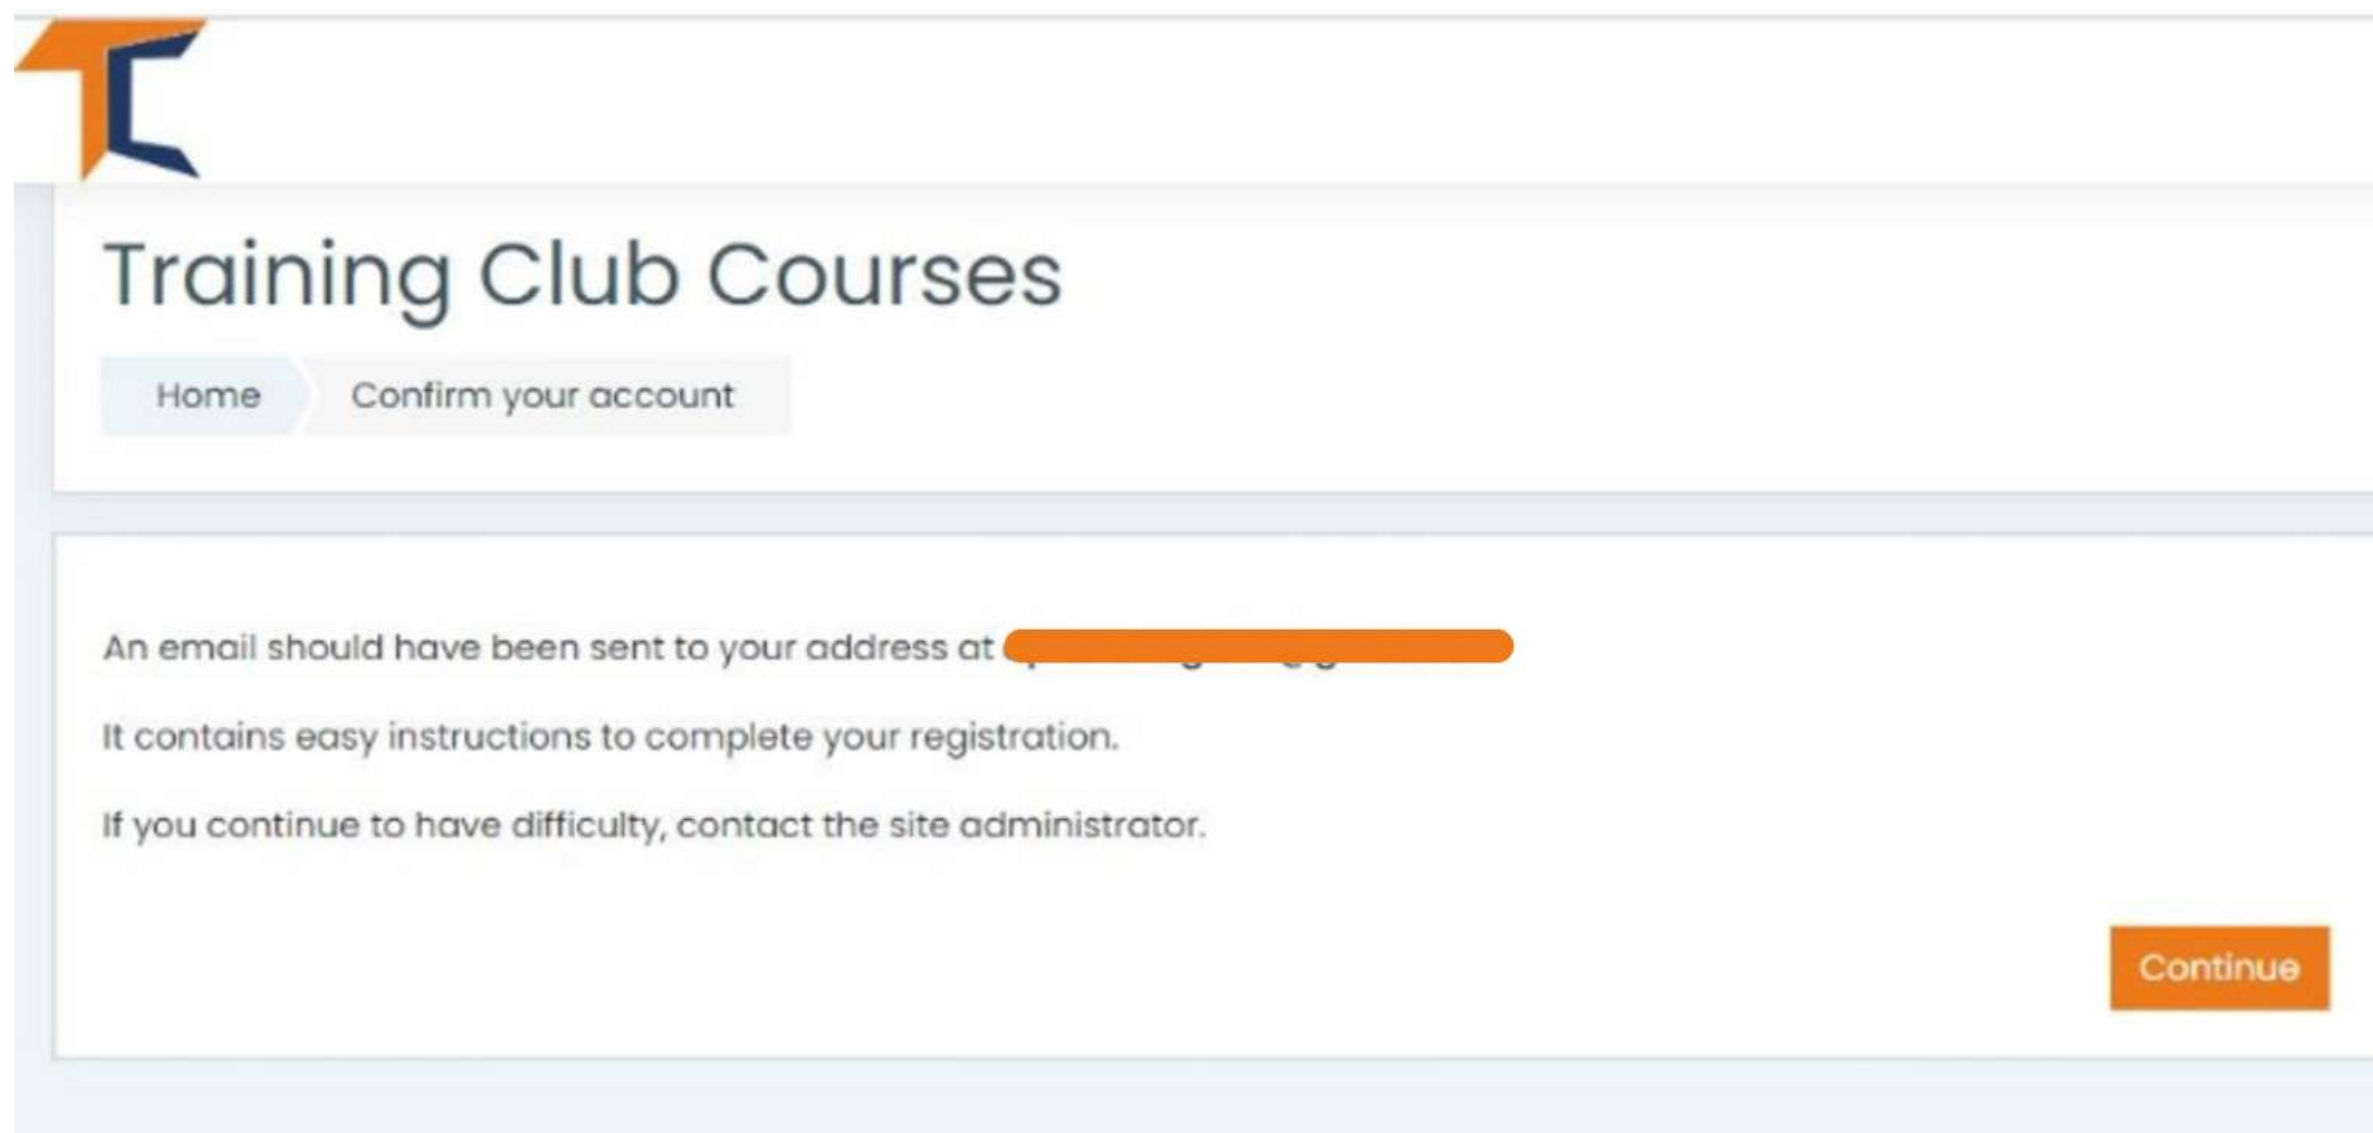 TC
Training Club Courses
Home Confirm your account
An email should have been sent to your address at
It contains easy instructions to complete your registration.
If you continue to have difficulty, contact the site administrator.
Continue